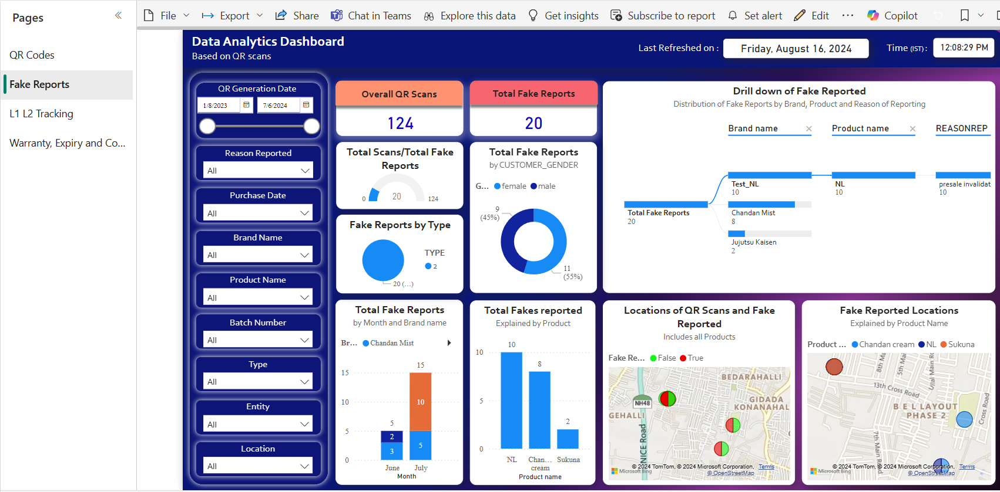 Pages
File
Export
Share
Chat in Teams
Explore this data
Get insights
Subscribe to report
Set alert
Edit
Copilot
QR Codes
Fake Reports
L1 L2 Tracking
Warranty, Expiry and Co...
Data Analytics Dashboard
Based on QR scans
Last Refreshed on :
Friday, August 16, 2024
Time (IST) :
12:08:29 PM
QR Generation Date
1/8/2023
7/6/2024
Reason Reported
All
Purchase Date
All
Brand Name
All
Product Name
All
Batch Number
All
Type
All
Entity
All
Location
All
Overall QR Scans
124
Total Fake Reports
20
Total Scans/Total Fake
Reports
0
20
124
Fake Reports by Type
TYPE
2
20 (...)
Total Fake Reports
by CUSTOMER_GENDER
G...
female
male
9
(45%)
11
(55%)
Drill down of Fake Reported
Distribution of Fake Reports by Brand, Product and Reason of Reporting
Brand name
Product name
REASONREP
Total Fake Reports
20
Test_NL
10
Chandan Mist
8
Jujutsu Kaisen
2
NL
10
presale invalidat
10
Total Fake Reports
by Month and Brand name
Br...
Chandan Mist
15
15
10
10
5
5
2
5
3
0
June
July
Month
Total Fakes reported
Explained by Product
10
10
8
5
2
0
NL
Chan...
cream
Sukuna
Product name
Locations of QR Scans and Fake
Reported
Includes all Products
Fake Re...
False
True
BEDARAHALLI
NH48
GIDADA
KONANAHAL
GEHALLI
NICE Road
© 2024 TomTom, © 2024 Microsoft Corporation, Terms
Microsoft Bing
© OpenStreetMap
Fake Reported Locations
Explained by Product Name
Product ...
Chandan cream
NL
Sukuna
8th Ma
5th Mai
Ullal Main Ro
13th Cross Road
BEL LAYOUT
PHASE 2
Cross Road
7th Main Road
© 2024 TomTom, © 2024 Microsoft Corporation, Terms
Microsoft Bing
© OpenStreetMap